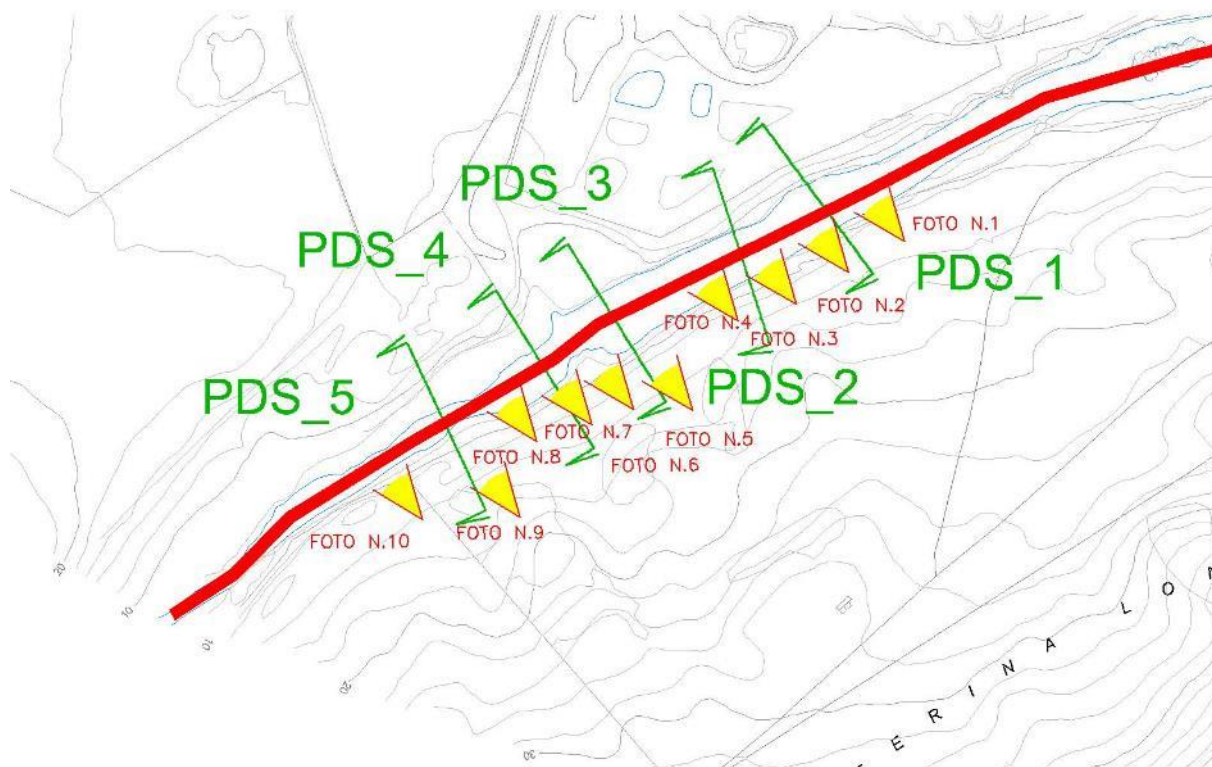 PDS_3
PDS_4
FOTO N.1
PDS_1
FOTO N.2
FOTO N.4
FOTO N.3
PDS_5
PDS_2
FOTO N.7
FOTO N.5
FOTO N.8
FOTO N.6
FOTO N.9
FOTO N.10
20
10
10
20
30
E R I N A L O